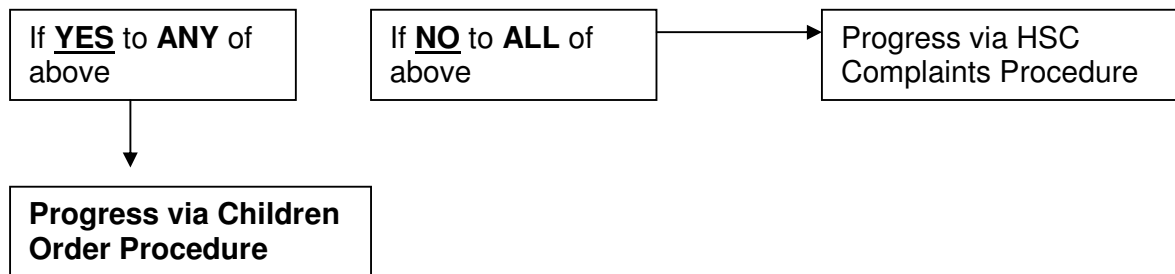 If YES to ANY of
above
If NO to ALL of
above
Progress via HSC
Complaints Procedure
Progress via Children
Order Procedure